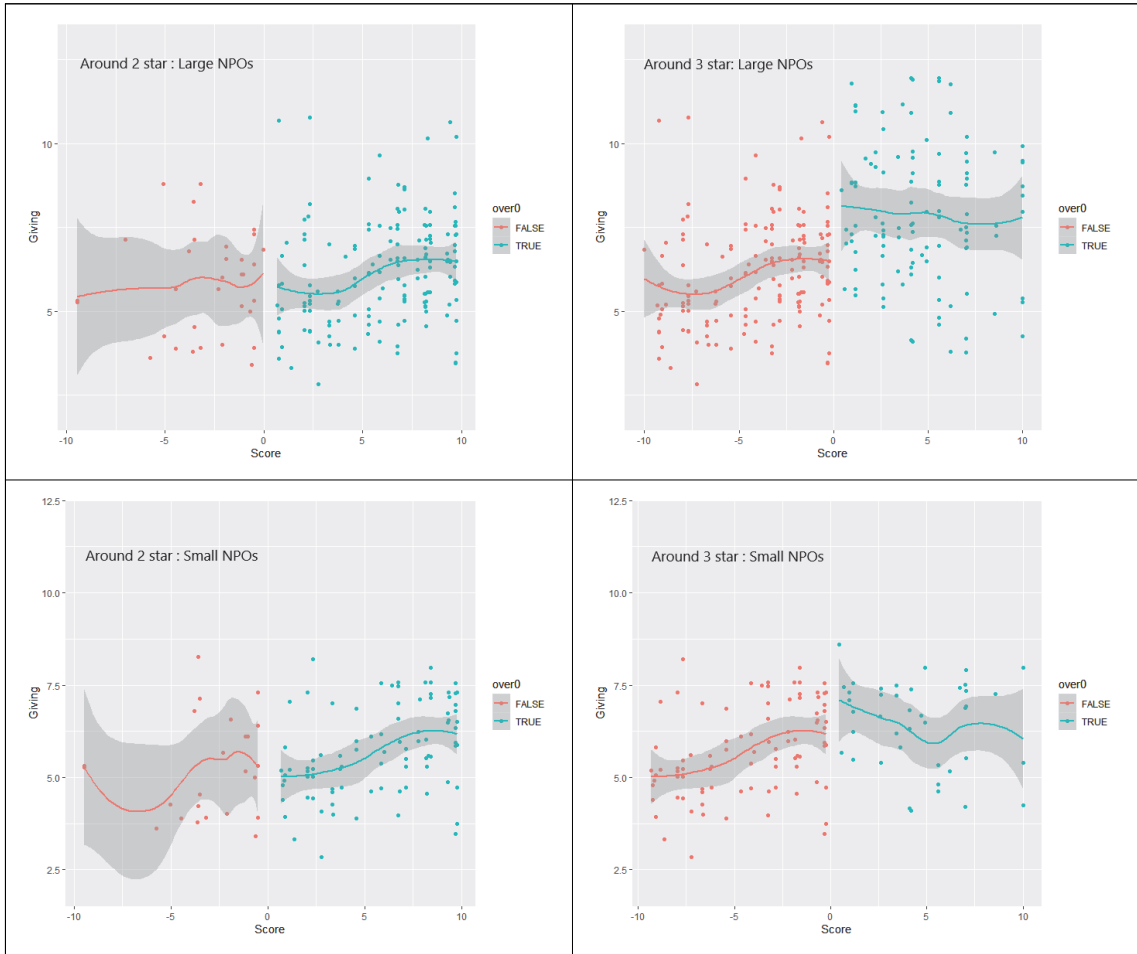 Around 2 star : Large NPOs
10
5
Giving
-10
-5
0
5
10
Score
over0
FALSE
TRUE
Around 3 star: Large NPOs
10
5
Giving
-10
-5
0
5
10
Score
over0
FALSE
TRUE
12.5
Around 2 star : Small NPOs
10.0
7.5
5.0
2.5
Giving
-10
-5
0
5
10
Score
over0
FALSE
TRUE
12.5
Around 3 star : Small NPOs
10.0
7.5
5.0
2.5
Giving
-10
-5
0
5
10
Score
over0
FALSE
TRUE